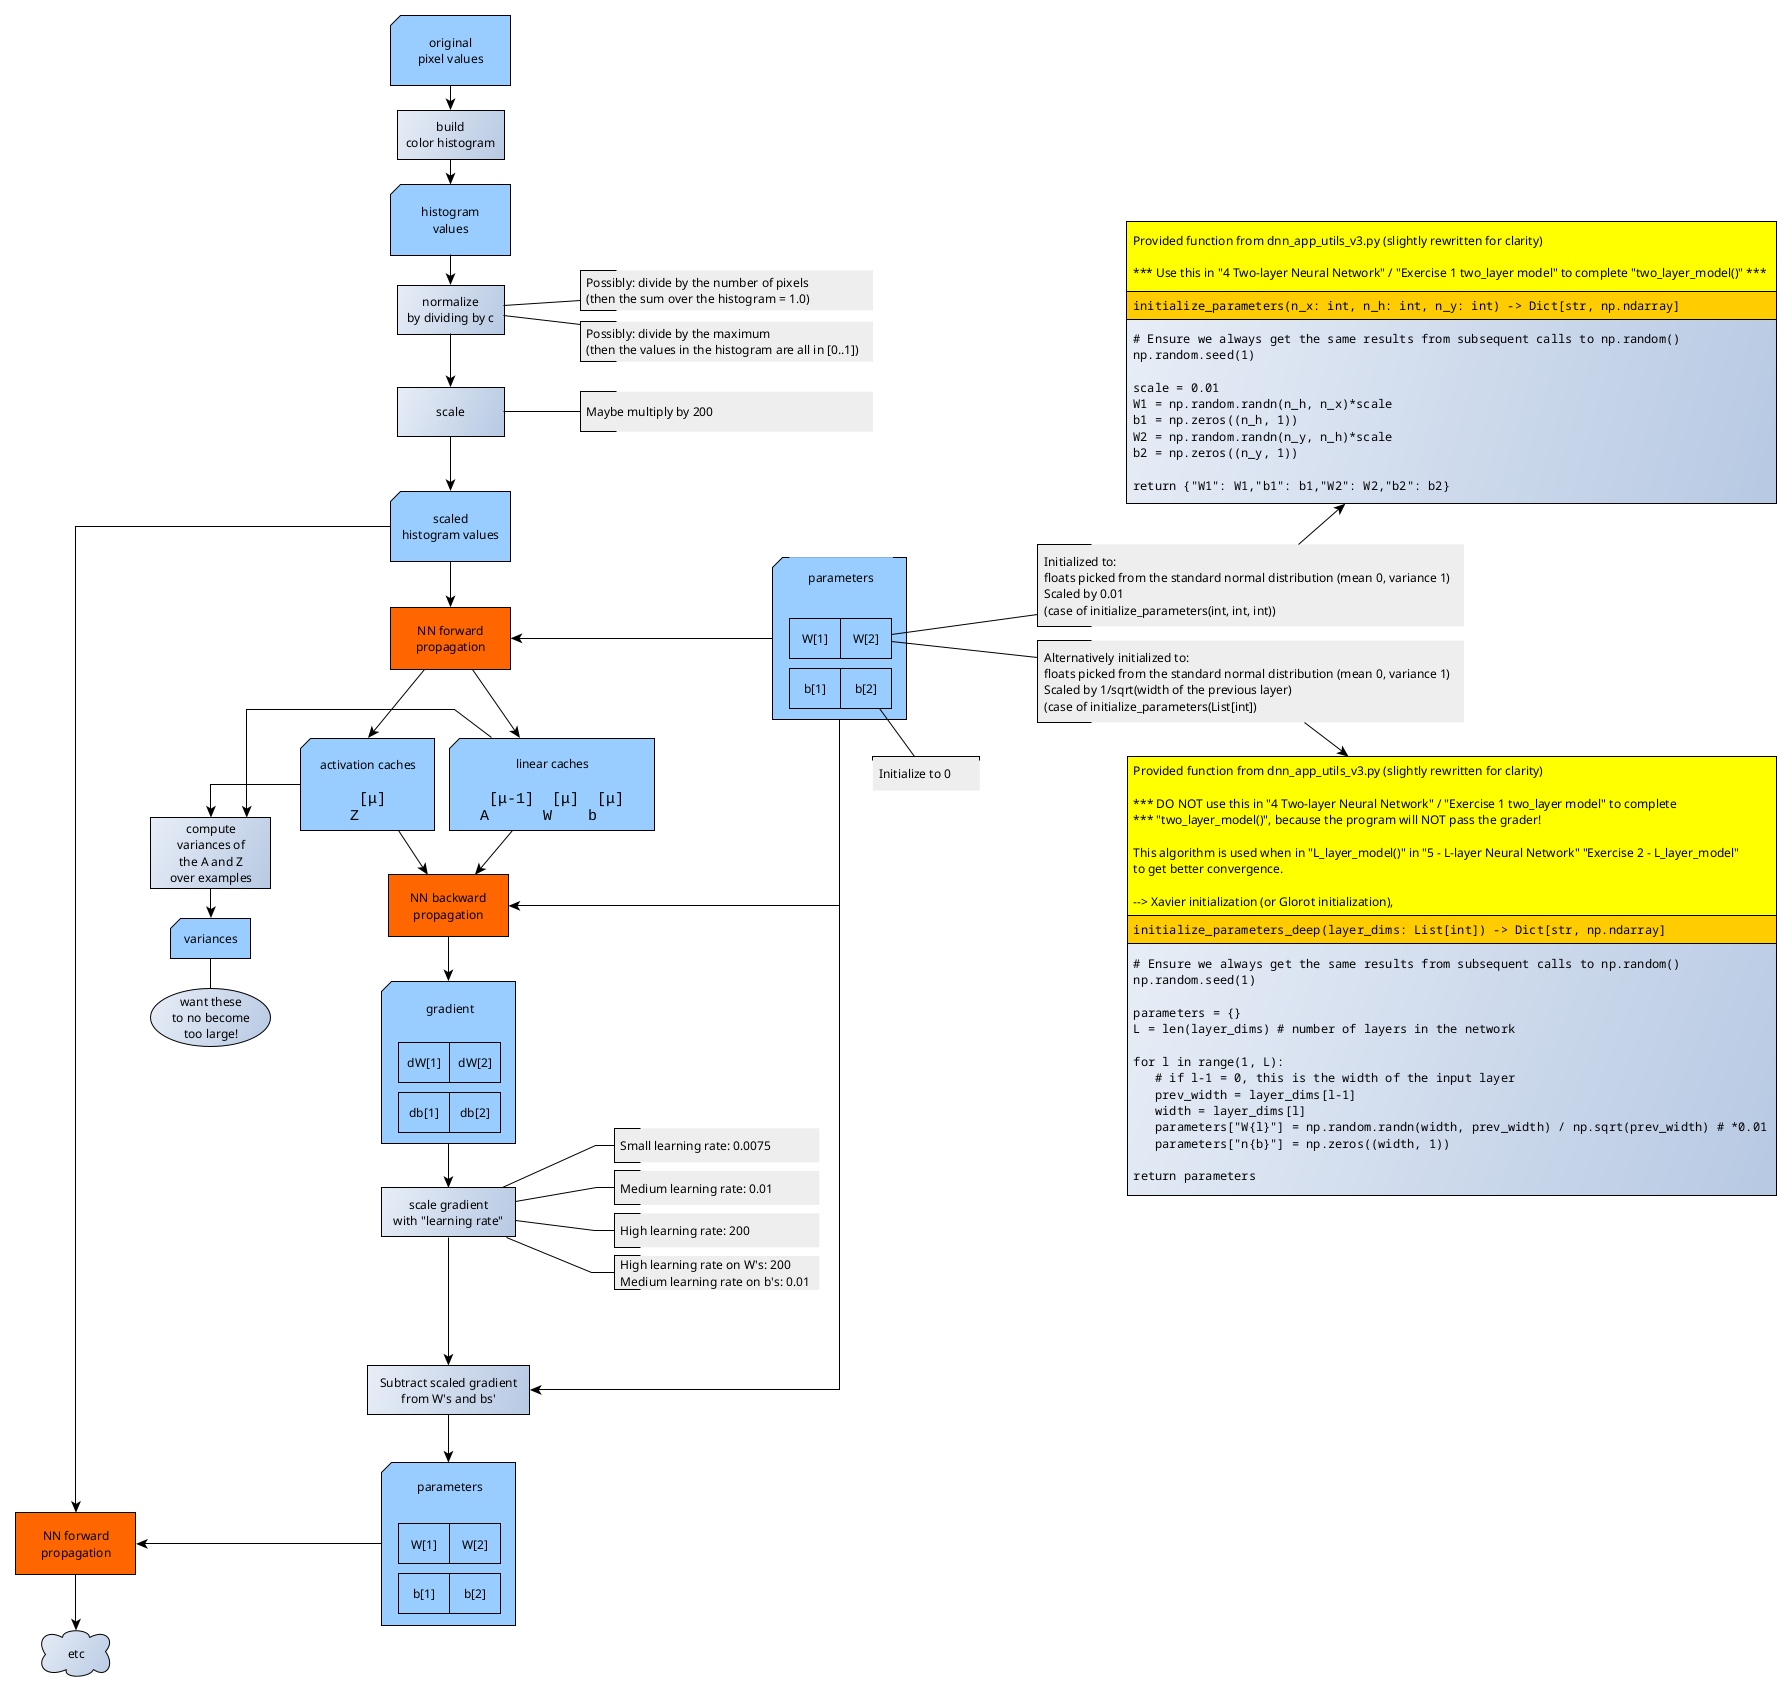 original
pixel values
build
color histogram
histogram
values
normalize
by dividing by c
Possibly: divide by the number of pixels
(then the sum over the histogram = 1.0)
Possibly: divide by the maximum
(then the values in the histogram are all in [0..1])
scale
Maybe multiply by 200
scaled
histogram values
NN forward
propagation
parameters
W[1] W[2]
b[1] b[2]
Initialize to 0
Initialized to:
floats picked from the standard normal distribution (mean 0, variance 1)
Scaled by 0.01
(case of initialize_parameters(int, int, int))
Alternatively initialized to:
floats picked from the standard normal distribution (mean 0, variance 1)
Scaled by 1/sqrt(width of the previous layer)
(case of initialize_parameters(List[int])
Provided function from dnn_app_utils_v3.py (slightly rewritten for clarity)
*** Use this in "4 Two-layer Neural Network" / "Exercise 1 two_layer model" to complete "two_layer_model()" ***
initialize_parameters(n_x: int, n_h: int, n_y: int) -> Dict[str, np.ndarray]
# Ensure we always get the same results from subsequent calls to np.random()
np.random.seed(1)
scale = 0.01
W1 = np.random.randn(n_h, n_x)*scale
b1 = np.zeros((n_h, 1))
W2 = np.random.randn(n_y, n_h)*scale
b2 = np.zeros((n_y, 1))
return {"W1": W1,"b1": b1,"W2": W2,"b2": b2}
Provided function from dnn_app_utils_v3.py (slightly rewritten for clarity)
*** DO NOT use this in "4 Two-layer Neural Network" / "Exercise 1 two_layer model" to complete
*** "two_layer_model()", because the program will NOT pass the grader!
This algorithm is used when in "L_layer_model()" in "5 - L-layer Neural Network" "Exercise 2 - L_layer_model"
to get better convergence.
--> Xavier initialization (or Glorot initialization),
initialize_parameters_deep(layer_dims: List[int]) -> Dict[str, np.ndarray]
# Ensure we always get the same results from subsequent calls to np.random()
np.random.seed(1)
parameters = {}
L = len(layer_dims) # number of layers in the network
for l in range(1, L):
# if l-1 = 0, this is the width of the input layer
prev_width = layer_dims[l-1]
width = layer_dims[l]
parameters["W{l}"] = np.random.randn(width, prev_width) / np.sqrt(prev_width) # *0.01
parameters["n{b}"] = np.zeros((width, 1))
return parameters
activation caches
[μ]
Z
linear caches
[μ-1] [μ] [μ]
A W b
compute
variances of
the A and Z
over examples
variances
want these
to no become
too large!
NN backward
propagation
gradient
dW[1] dW[2]
db[1] db[2]
scale gradient
with "learning rate"
Small learning rate: 0.0075
Medium learning rate: 0.01
High learning rate: 200
High learning rate on W's: 200
Medium learning rate on b's: 0.01
Subtract scaled gradient
from W's and bs'
parameters
W[1] W[2]
b[1] b[2]
NN forward
propagation
etc